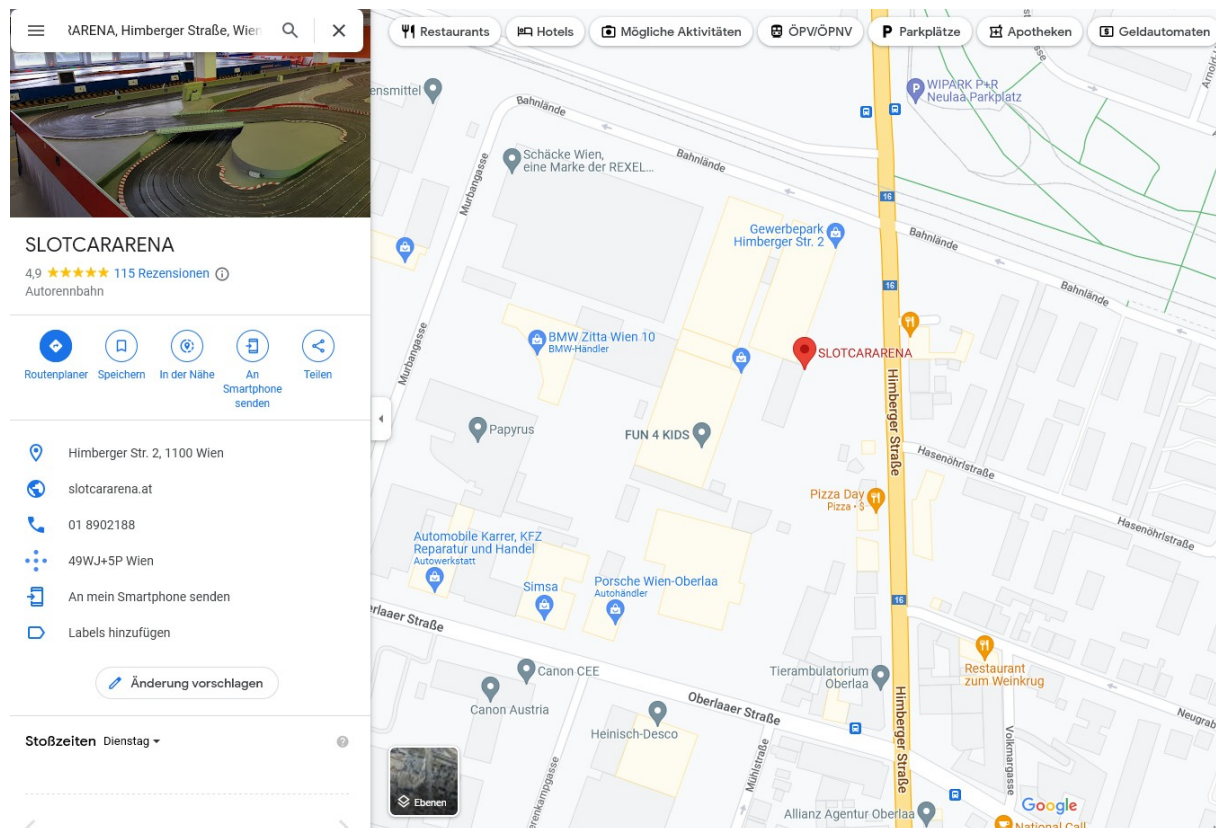 RARENA, Himberger Straße, Wien
Restaurants
Hotels
Mögliche Aktivitäten
ÖPV/ÖPNV
P Parkplätze
Apotheken
Geldautomaten
SLOTCARARENA
4,9 ★★★★★ 115 Rezensionen
Autorennbahn
Routenplaner
Speichern
In der Nähe
An
Smartphone
senden
Teilen
Himberger Str. 2, 1100 Wien
slotcararena.at
01 8902188
49WJ+5P Wien
An mein Smartphone senden
Labels hinzufügen
Änderung vorschlagen
Stoßzeiten Dienstag
ensmittel
Bahnlände
P WIPARK P+R
Neulaa Parkplatz
Arnold-
Schäcke Wien,
eine Marke der REXEL...
Bahnlände
Murbangasse
16
Gewerbepark
Himberger Str. 2
Bahnlände
16
Bahnlände
Murbangasse
BMW Zitta Wien 10
BMW-Händler
SLOTCARARENA
Himberger Straße
Papyrus
FUN 4 KIDS
Hasenöhrlstraße
Pizza Day
Pizza • $
Hasenöhrlstraße
Automobile Karrer, KFZ
Reparatur und Handel
Autowerkstatt
Simsa
Porsche Wien-Oberlaa
Autohändler
16
erlaaer Straße
Canon CEE
Tierambulatorium
Oberlaa
Restaurant
zum Weinkrug
Canon Austria
Oberlaaer Straße
Himberger Straße
Neugrab
Heinisch-Desco
Mühlstraße
Volkmargasse
erenkampgasse
Ebenen
Google
Allianz Agentur Oberlaa
National Call